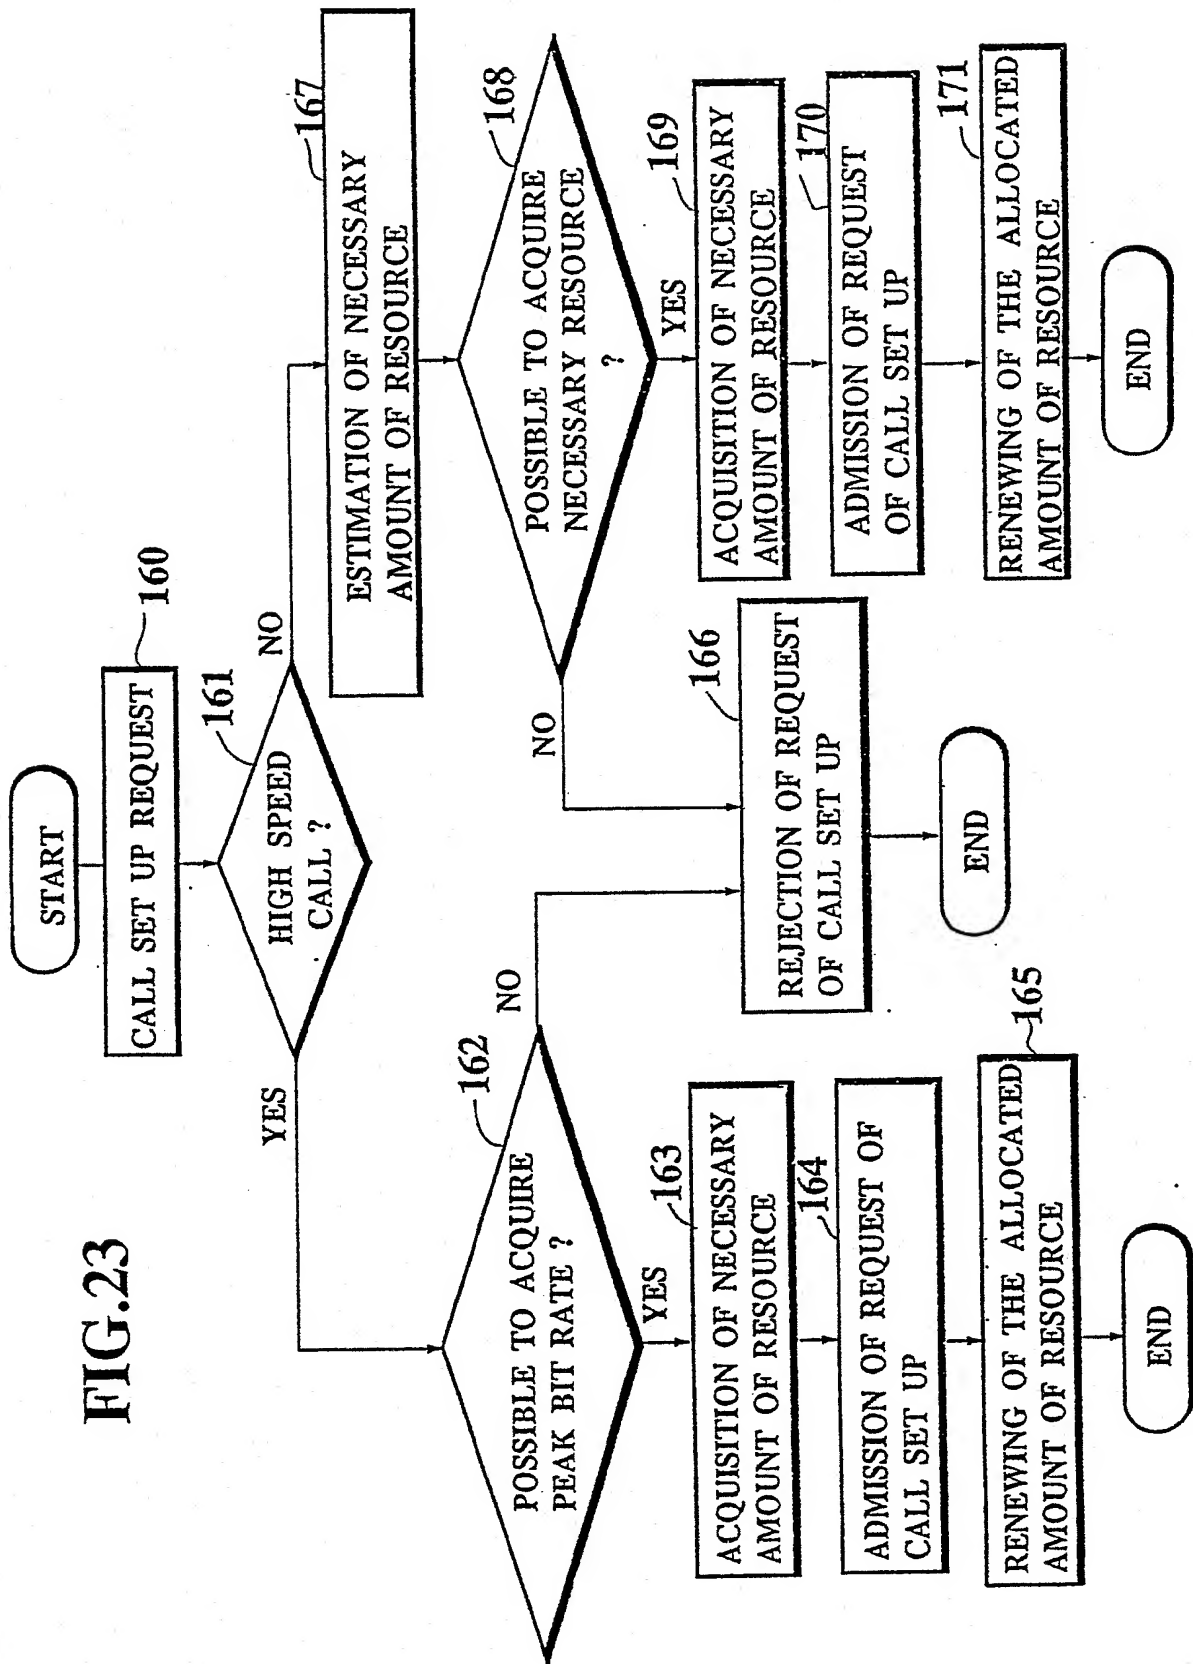 FIG.23
START
CALL SET UP REQUEST
160
HIGH SPEED
CALL ?
161
YES
NO
POSSIBLE TO ACQUIRE
PEAK BIT RATE ?
162
NO
YES
ACQUISITION OF NECESSARY
AMOUNT OF RESOURCE
163
ADMISSION OF REQUEST OF
CALL SET UP
164
RENEWING OF THE ALLOCATED
AMOUNT OF RESOURCE
165
END
REJECTION OF REQUEST
OF CALL SET UP
166
END
ESTIMATION OF NECESSARY
AMOUNT OF RESOURCE
167
POSSIBLE TO ACQUIRE
NECESSARY RESOURCE
?
168
NO
YES
ACQUISITION OF NECESSARY
AMOUNT OF RESOURCE
169
ADMISSION OF REQUEST
OF CALL SET UP
170
RENEWING OF THE ALLOCATED
AMOUNT OF RESOURCE
171
END